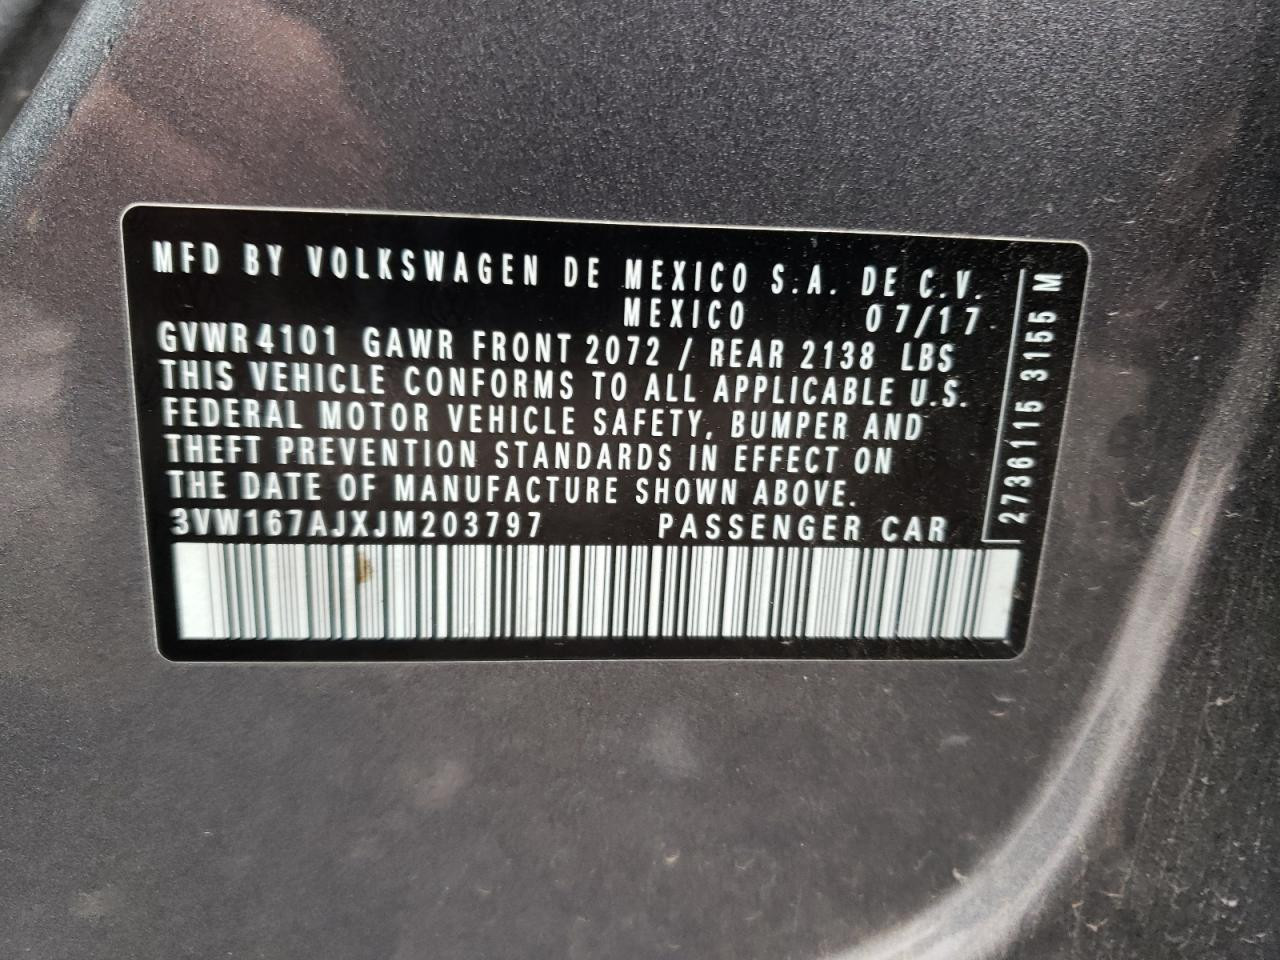 MFD BY VOLKSWAGEN DE MEXICO S.A. DE C.V.
MEXICO 07/17
GVWR 4101 GAWR FRONT 2072 / REAR 2138 LBS
THIS VEHICLE CONFORMS TO ALL APPLICABLE U.S.
FEDERAL MOTOR VEHICLE SAFETY, BUMPER AND
THEFT PREVENTION STANDARDS IN EFFECT ON
THE DATE OF MANUFACTURE SHOWN ABOVE.
3VW167AJXJM203797 PASSENGER CAR
2736115 3155 M